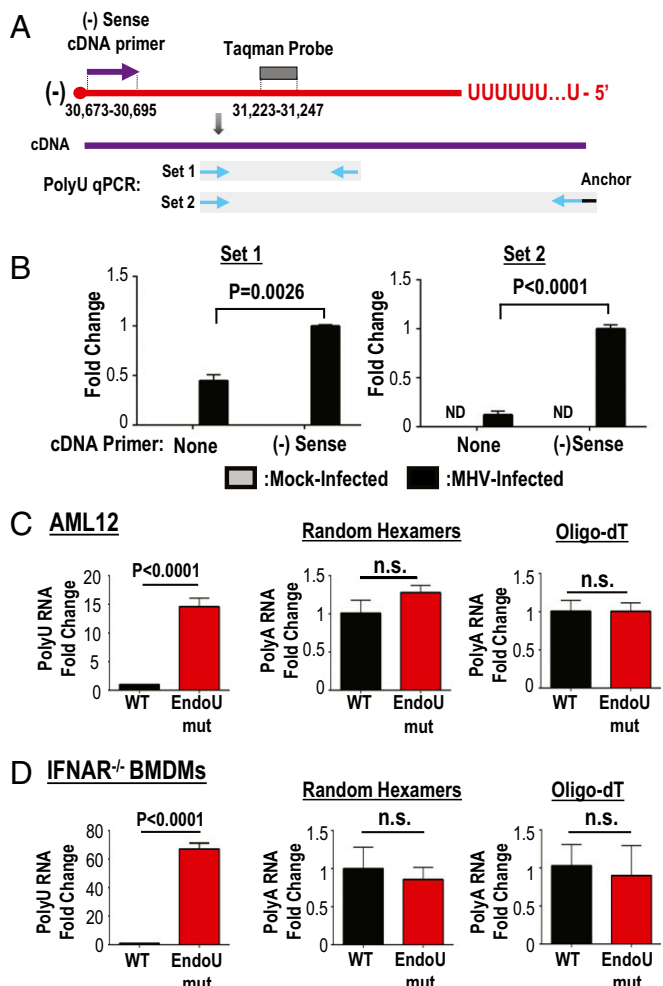 A
(-) Sense
cDNA primer
Taqman Probe
(-)
UUUUUU...U - 5'
30,673-30,695
31,223-31,247
cDNA
PolyU qPCR:
Set 1
Set 2
Anchor
B
Set 1
Set 2
Fold Change
1.5
1
0.5
0
P=0.0026
Fold Change
1.5
1
0.5
0
P<0.0001
ND
ND
cDNA Primer:
None
(-) Sense
None
(-)Sense
:Mock-Infected
:MHV-Infected
C
AML12
Random Hexamers
Oligo-dT
PolyU RNA
Fold Change
20
15
10
5
0
P<0.0001
WT
EndoU
mut
PolyA RNA
Fold Change
1.5
1
0.5
0
n.s.
WT
EndoU
mut
PolyA RNA
Fold Change
1.5
1
0.5
0
n.s.
WT
EndoU
mut
D
IFNAR-/- BMDMs
Random Hexamers
Oligo-dT
PolyU RNA
Fold Change
80
60
40
20
0
P<0.0001
WT
EndoU
mut
PolyA RNA
Fold Change
1.5
1
0.5
0
n.s.
WT
EndoU
mut
PolyA RNA
Fold Change
1.5
1
0.5
0
n.s.
WT
EndoU
mut